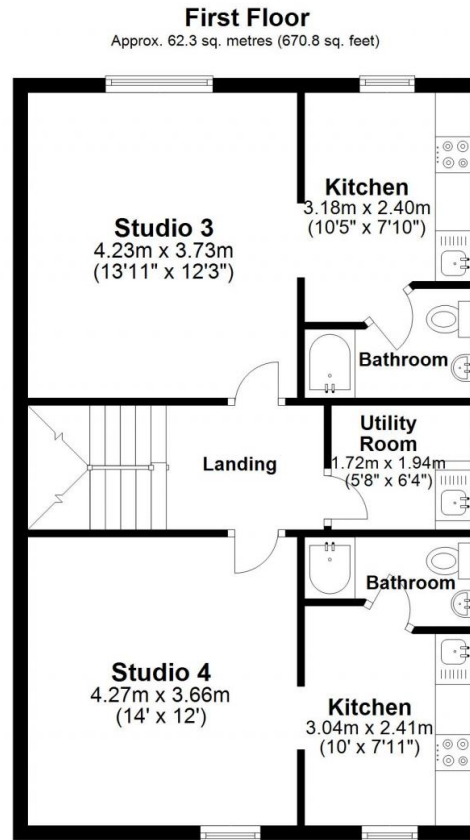 First Floor
Approx. 62.3 sq. metres (670.8 sq. feet)
Studio 3
4.23m x 3.73m
(13'11" x 12'3")
Kitchen
3.18m x 2.40m
(10'5" x 7'10")
Bathroom
Landing
Utility
Room
1.72m x 1.94m
(5'8" x 6'4")
Bathroom
Studio 4
4.27m x 3.66m
(14' x 12')
Kitchen
3.04m x 2.41m
(10' x 7'11")